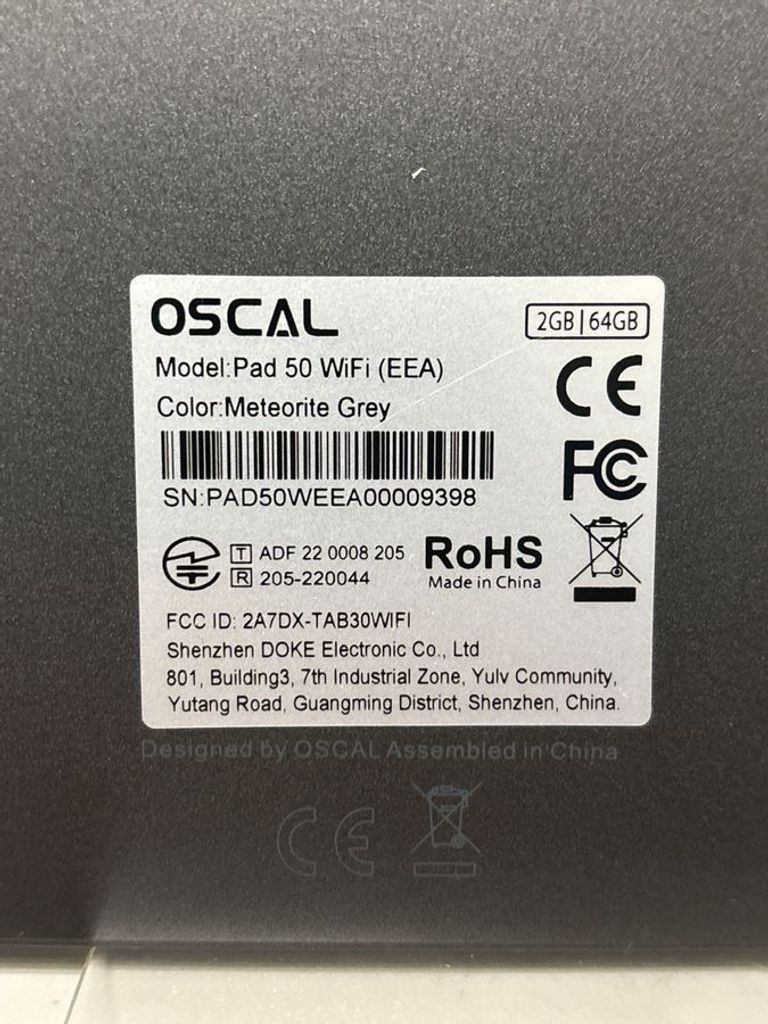 OSCAL
2GB|64GB
Model:Pad 50 WiFi (EEA)
Color:Meteorite Grey
CE
FC
SN:PAD50WEEA00009398
T ADF 22 0008 205
R 205-220044
RoHS
Made in China
FCC ID: 2A7DX-TAB30WIFI
Shenzhen DOKE Electronic Co., Ltd
801, Building3, 7th Industrial Zone, Yulv Community,
Yutang Road, Guangming District, Shenzhen, China.
Designed by OSCAL Assembled in China
CE